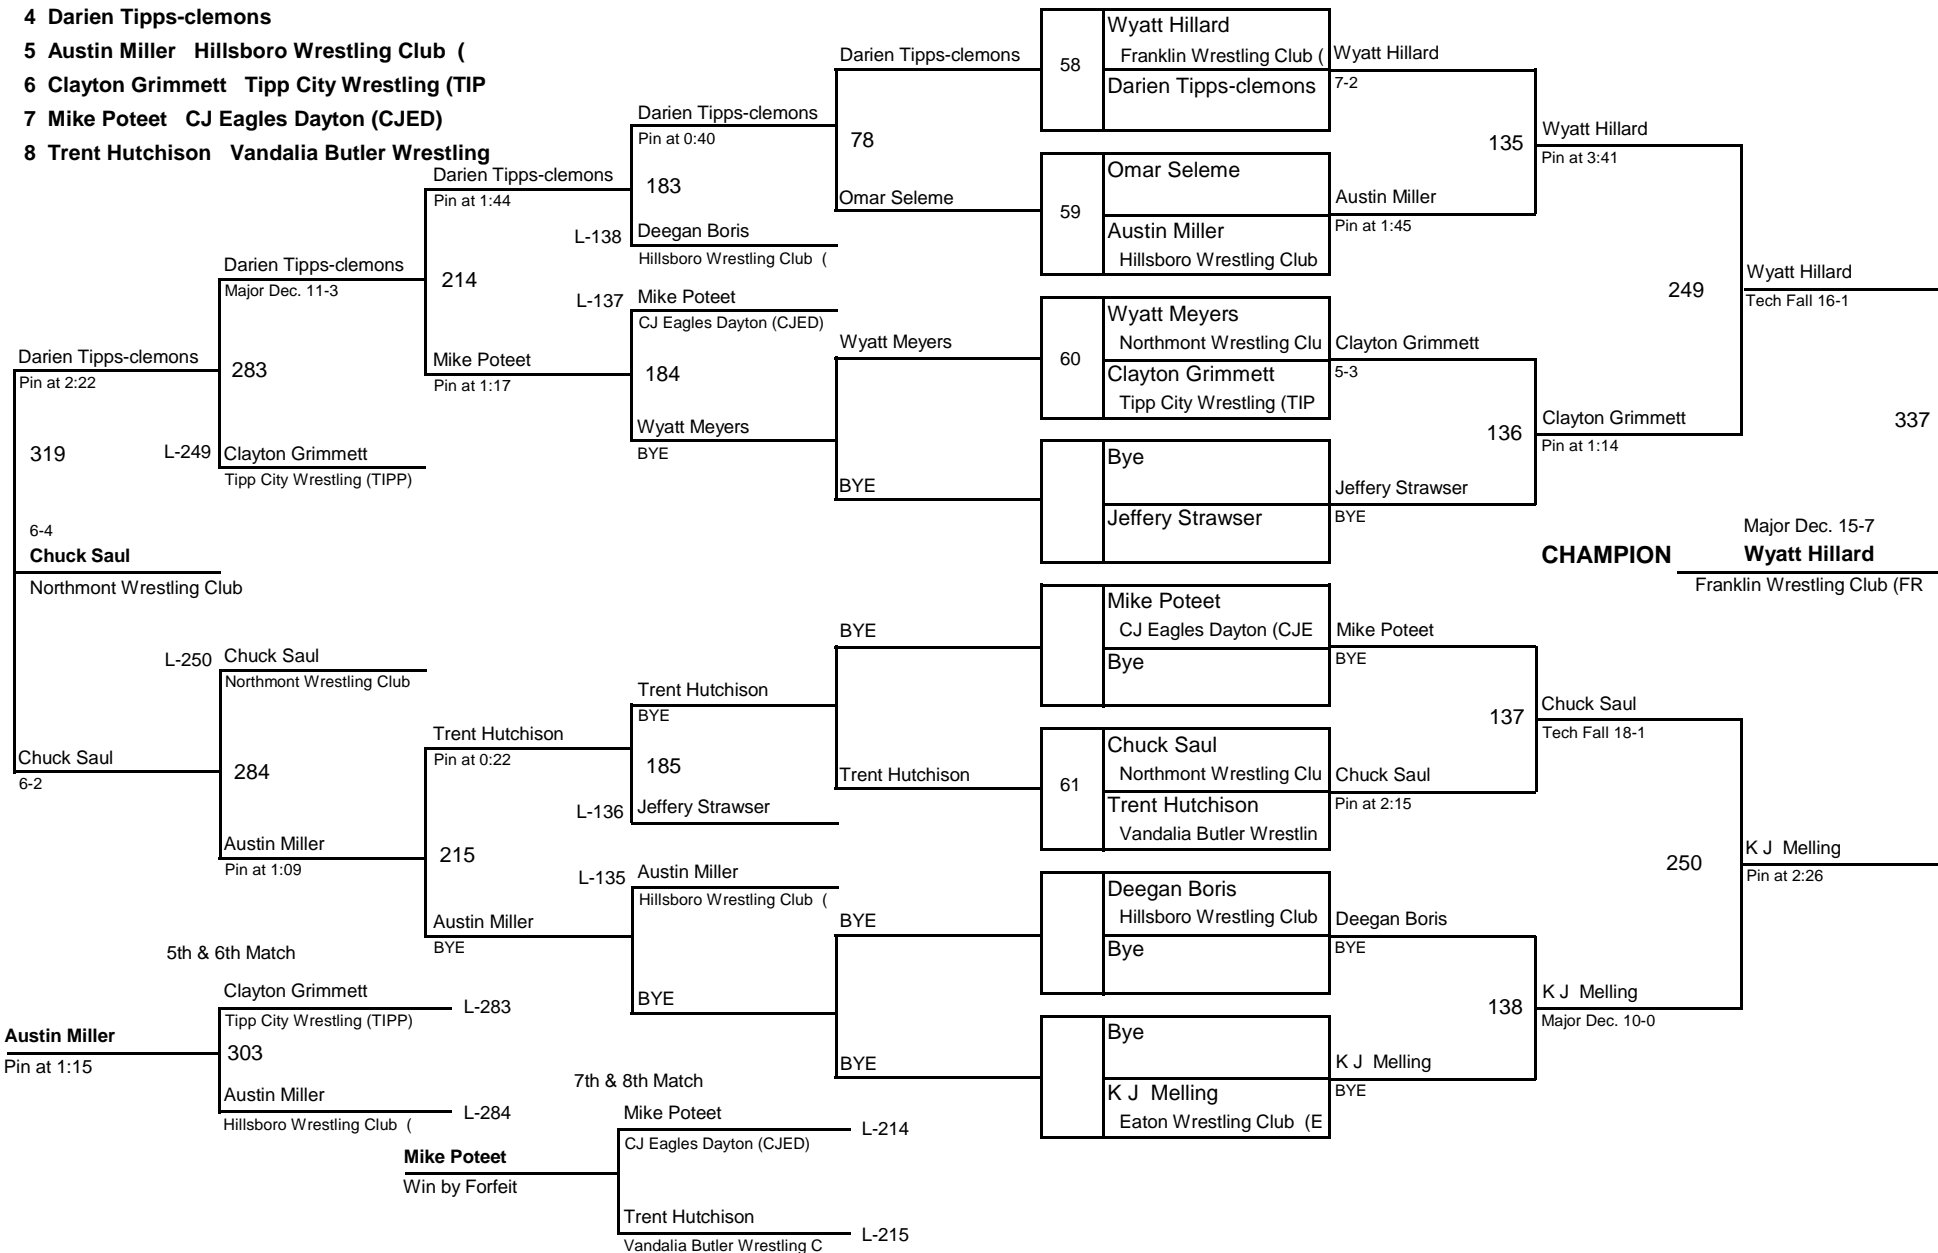 4 Darien Tipps-clemons
5 Austin Miller Hillsboro Wrestling Club (
6 Clayton Grimmett Tipp City Wrestling (TIP
7 Mike Poteet CJ Eagles Dayton (CJED)
8 Trent Hutchison Vandalia Butler Wrestling
Darien Tipps-clemons
Pin at 2:22
319
6-4
Chuck Saul
Northmont Wrestling Club
Chuck Saul
6-2
Darien Tipps-clemons
Major Dec. 11-3
283
L-249
Clayton Grimmett
Tipp City Wrestling (TIPP)
L-250
Chuck Saul
Northmont Wrestling Club
284
Austin Miller
Pin at 1:09
5th & 6th Match
Clayton Grimmett
L-283
Tipp City Wrestling (TIPP)
Austin Miller
Pin at 1:15
303
Austin Miller
L-284
Hillsboro Wrestling Club (
Darien Tipps-clemons
Pin at 1:44
214
Mike Poteet
Pin at 1:17
Trent Hutchison
Pin at 0:22
215
Austin Miller
BYE
7th & 8th Match
Mike Poteet
L-214
CJ Eagles Dayton (CJED)
Mike Poteet
Win by Forfeit
Trent Hutchison
L-215
Vandalia Butler Wrestling C
Darien Tipps-clemons
Pin at 0:40
183
L-138
Deegan Boris
Hillsboro Wrestling Club (
L-137
Mike Poteet
CJ Eagles Dayton (CJED)
184
Wyatt Meyers
BYE
Trent Hutchison
BYE
185
L-136
Jeffery Strawser
L-135
Austin Miller
Hillsboro Wrestling Club (
BYE
Darien Tipps-clemons
78
Omar Seleme
Wyatt Meyers
BYE
BYE
Trent Hutchison
BYE
BYE
58
Wyatt Hillard
Franklin Wrestling Club (
Darien Tipps-clemons
59
Omar Seleme
Austin Miller
Hillsboro Wrestling Club
60
Wyatt Meyers
Northmont Wrestling Clu
Clayton Grimmett
Tipp City Wrestling (TIP
Bye
Jeffery Strawser
Mike Poteet
CJ Eagles Dayton (CJE
Bye
61
Chuck Saul
Northmont Wrestling Clu
Trent Hutchison
Vandalia Butler Wrestlin
Deegan Boris
Hillsboro Wrestling Club
Bye
Bye
K J Melling
Eaton Wrestling Club (E
Wyatt Hillard
7-2
135
Austin Miller
Pin at 1:45
Clayton Grimmett
5-3
136
Jeffery Strawser
BYE
Mike Poteet
BYE
137
Chuck Saul
Pin at 2:15
Deegan Boris
BYE
138
K J Melling
BYE
Wyatt Hillard
Pin at 3:41
249
Clayton Grimmett
Pin at 1:14
Chuck Saul
Tech Fall 18-1
250
K J Melling
Major Dec. 10-0
Wyatt Hillard
Tech Fall 16-1
337
Major Dec. 15-7
CHAMPION Wyatt Hillard
Franklin Wrestling Club (FR
K J Melling
Pin at 2:26